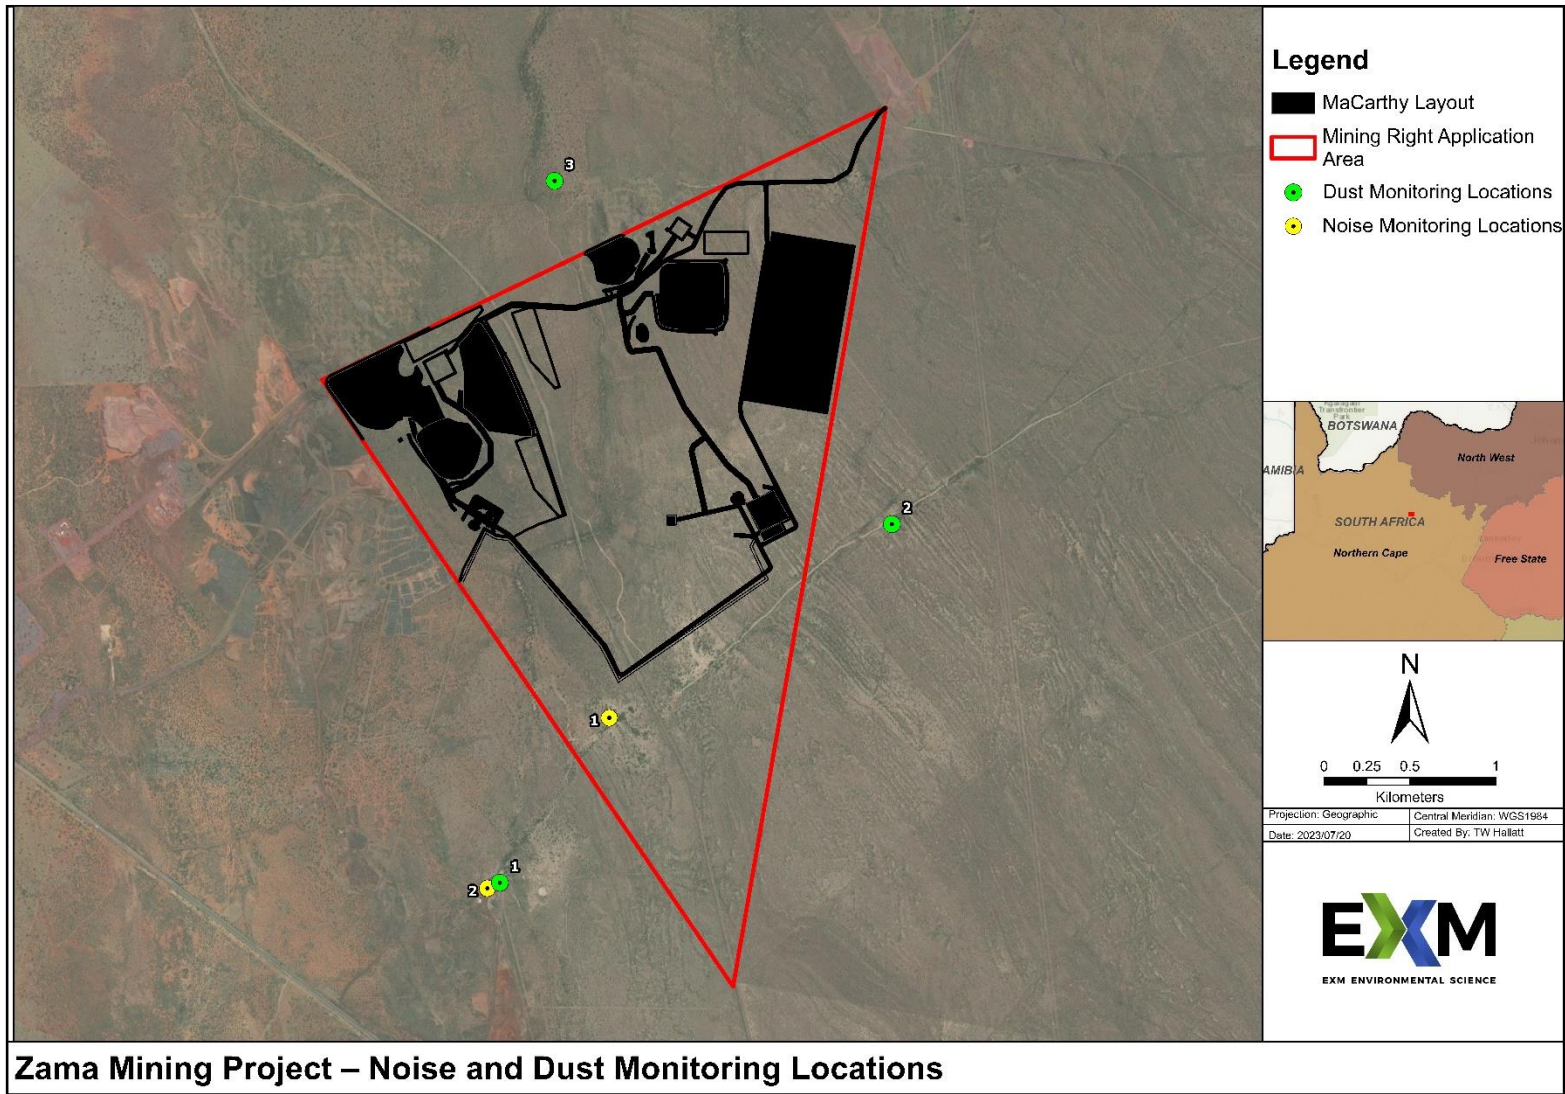 Legend
MaCarthy Layout
Mining Right Application
Area
Dust Monitoring Locations
Noise Monitoring Locations
3
2
1
1
2
Transfrontier
Park
BOTSWANA
AMIBIA
North West
SOUTH AFRICA
Northern Cape
Free State
N
0 0.25 0.5 1
Kilometers
Projection: Geographic Central Meridian: WGS1984
Date: 2023/07/20 Created By: TW Hallatt
EXM
EXM ENVIRONMENTAL SCIENCE
Zama Mining Project – Noise and Dust Monitoring Locations